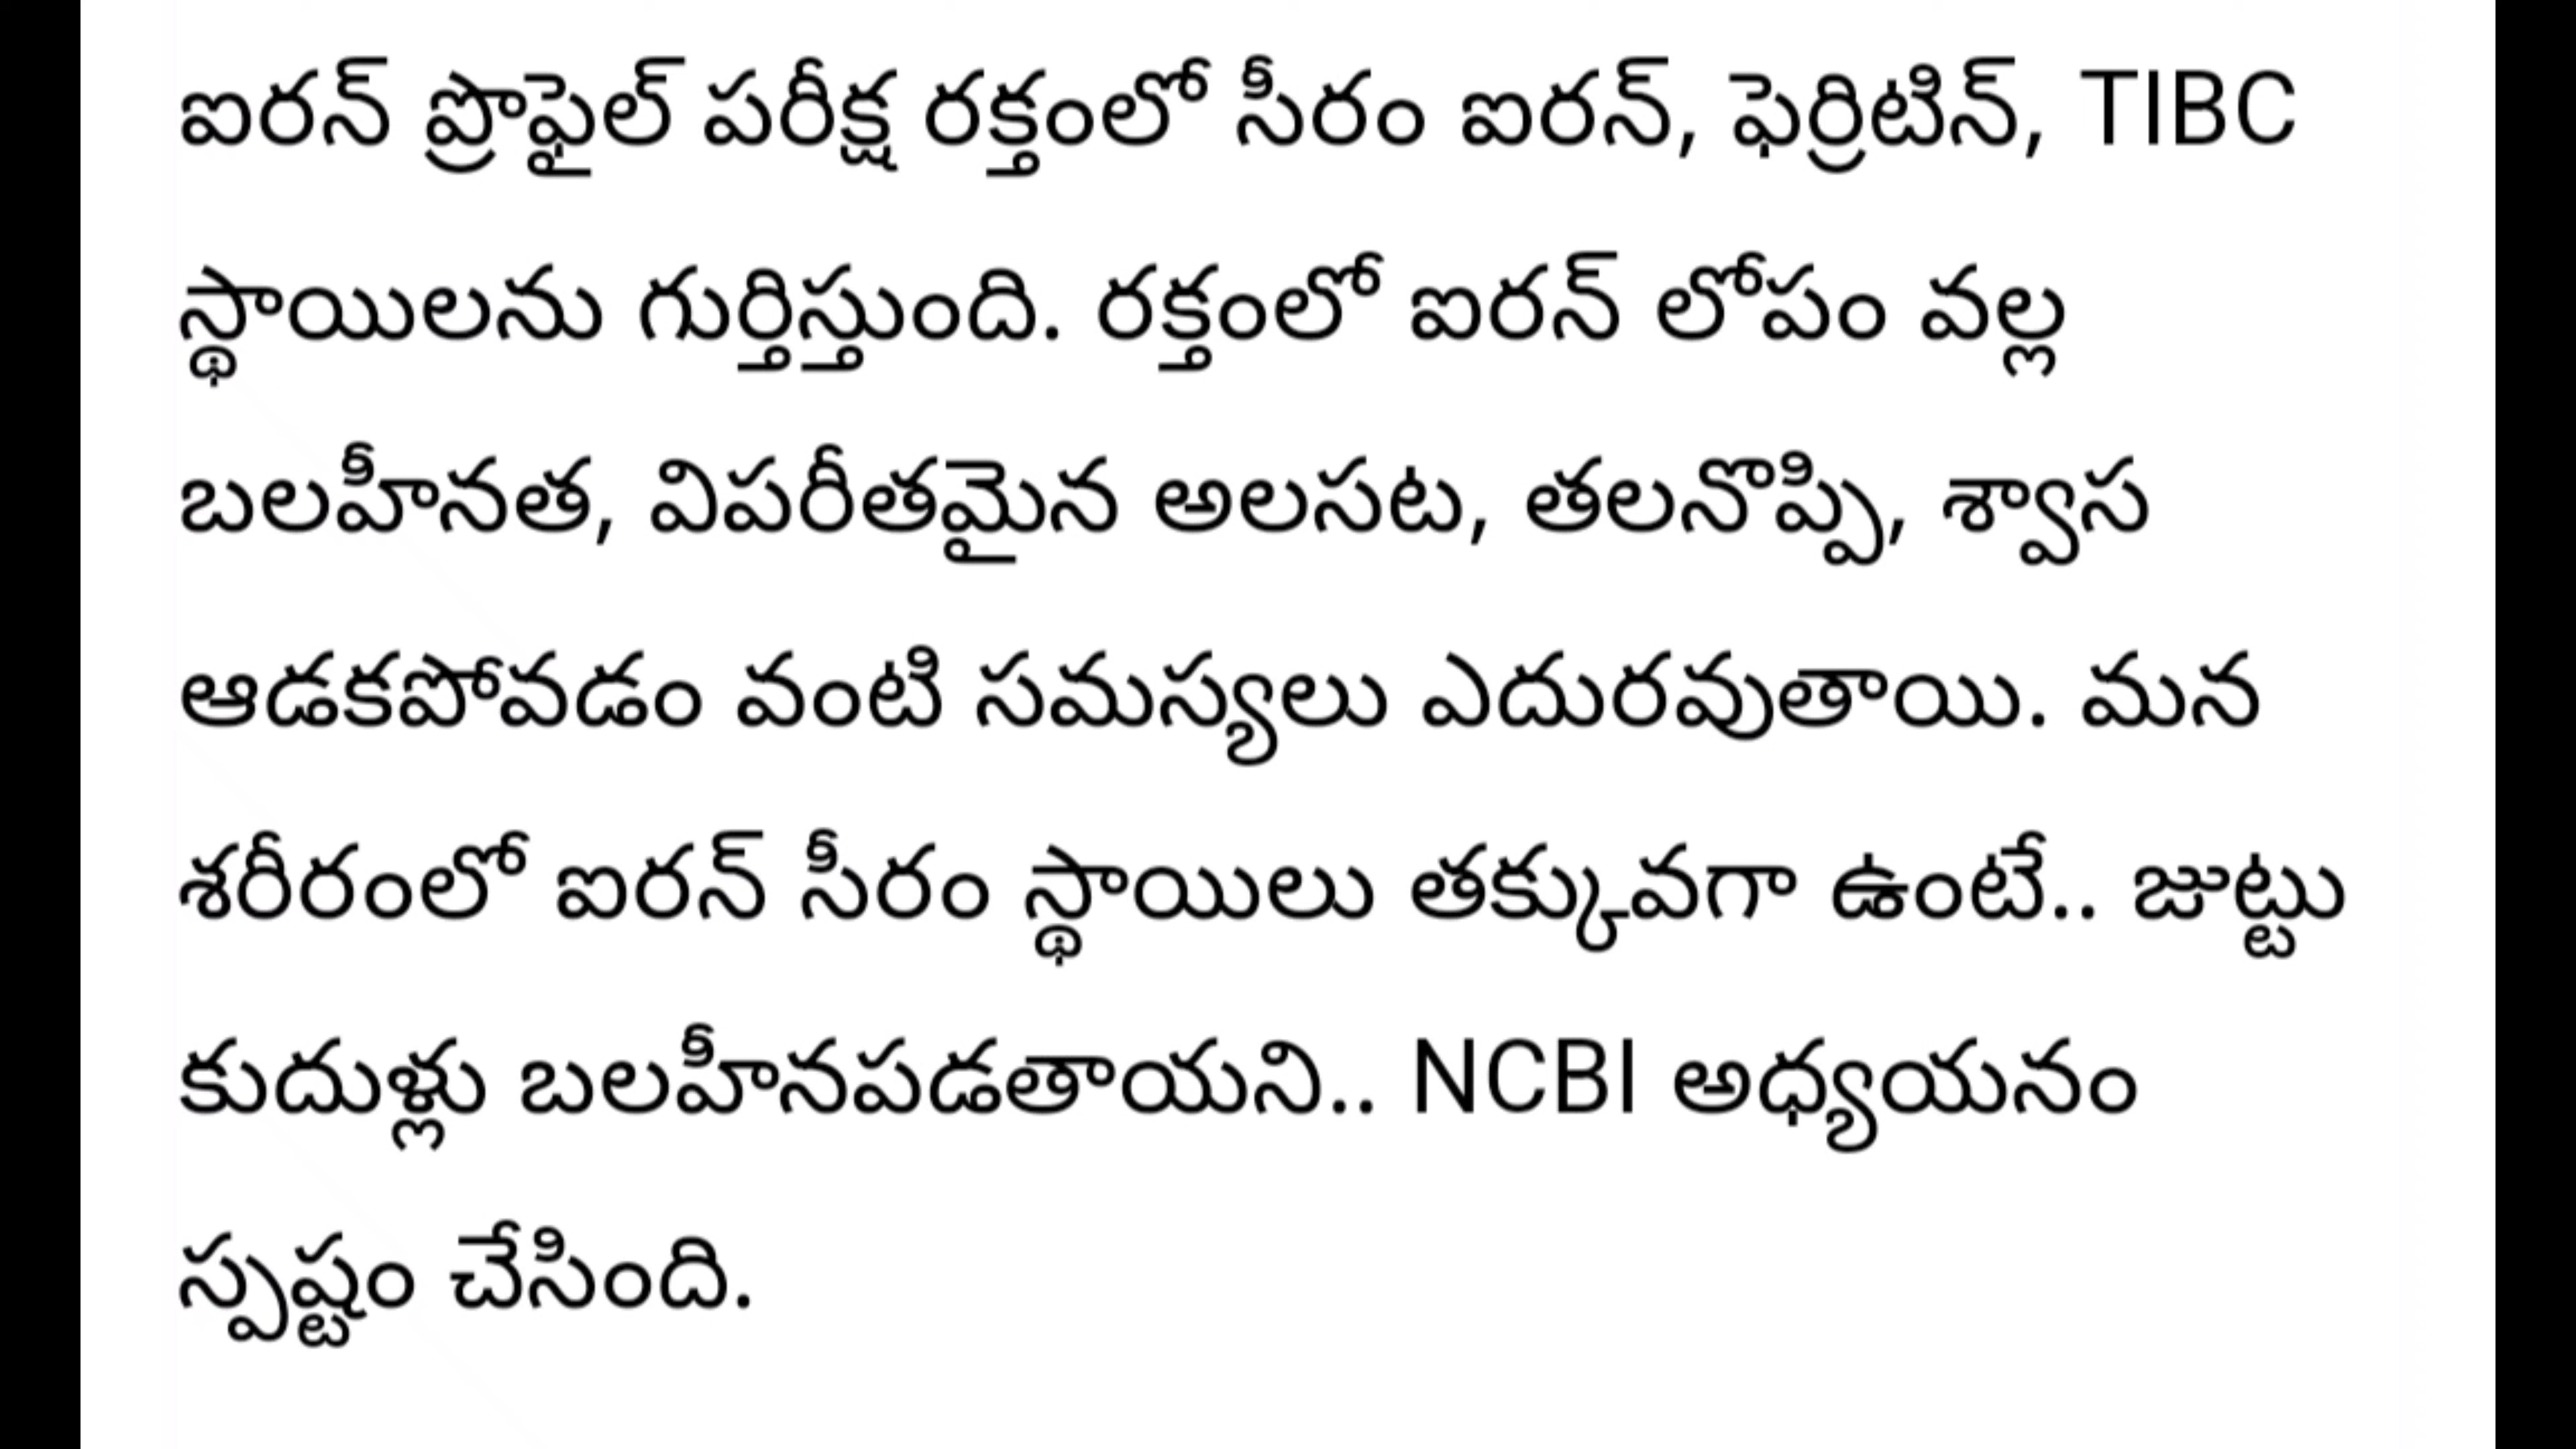 ఐరన్ ప్రొఫైల్ పరీక్ష రక్తంలో సీరం ఐరన్, ఫెర్రిటిన్, TIBC
స్థాయిలను గుర్తిస్తుంది. రక్తంలో ఐరన్ లోపం వల్ల
బలహీనత, విపరీతమైన అలసట, తలనొప్పి, శ్వాస
ఆడకపోవడం వంటి సమస్యలు ఎదురవుతాయి. మన
శరీరంలో ఐరన్ సీరం స్థాయిలు తక్కువగా ఉంటే.. జుట్టు
కుదుళ్లు బలహీనపడతాయని.. NCBI అధ్యయనం
స్పష్టం చేసింది.